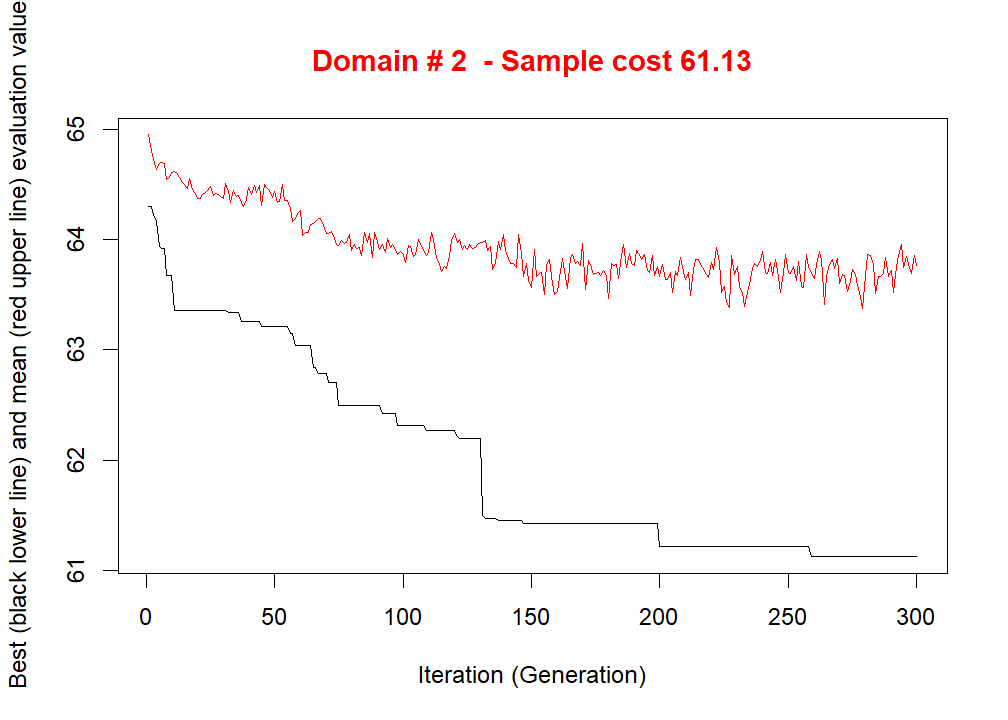 Domain # 2  - Sample cost 61.13
Best (black lower line) and mean (red upper line) evaluation value
65
64
63
62
61
0 50 100 150 200 250 300
Iteration (Generation)